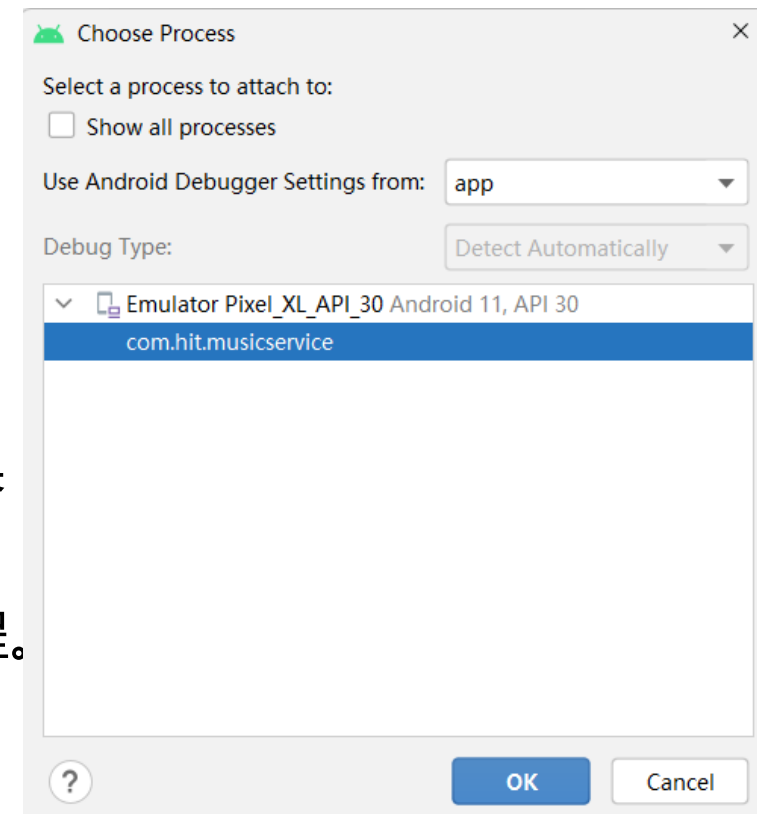 Choose Process
Select a process to attach to:
Show all processes
Use Android Debugger Settings from: app
Debug Type: Detect Automatically
Emulator Pixel_XL_API_30 Android 11, API 30
com.hit.musicservice
。
? OK Cancel